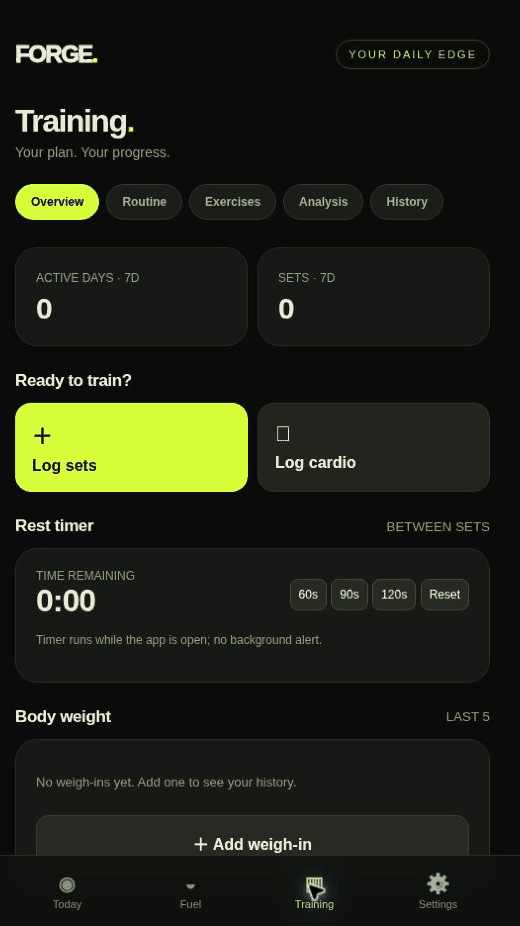 FORGE.
YOUR DAILY EDGE
Training.
Your plan. Your progress.
Overview Routine Exercises Analysis History
ACTIVE DAYS · 7D SETS · 7D
0 0
Ready to train?
+
Log sets Log cardio
Rest timer BETWEEN SETS
TIME REMAINING
0:00 60s 90s 120s Reset
Timer runs while the app is open; no background alert.
Body weight LAST 5
No weigh-ins yet. Add one to see your history.
+ Add weigh-in
Today Fuel Training Settings